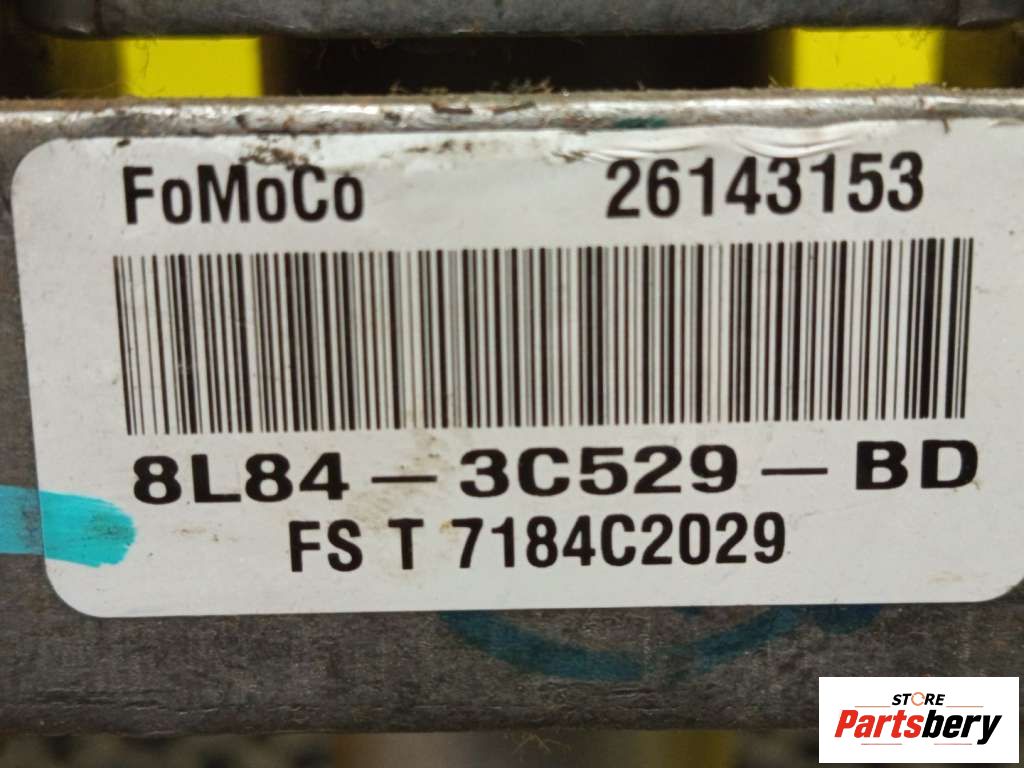 FoMoCo 26143153
8L84-3C529-BD
FS T 7184C2029
STORE
Partsbery